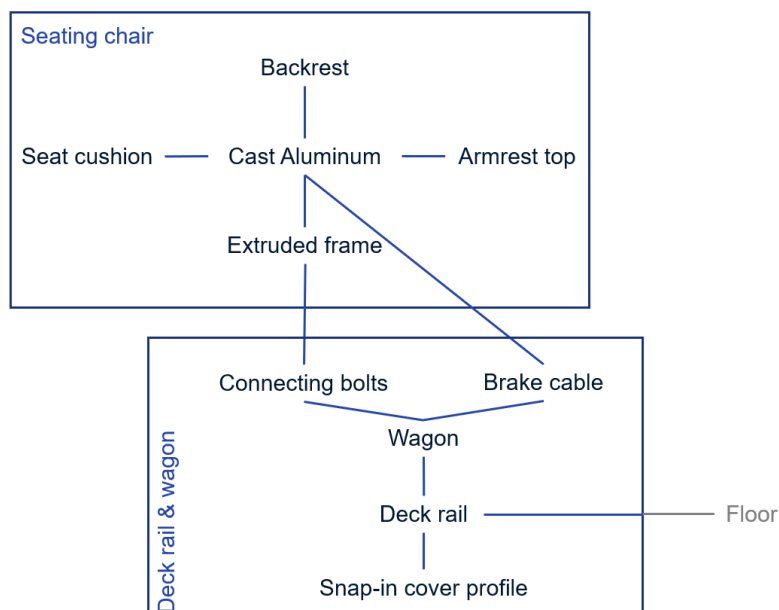 Seating chair
Backrest
Seat cushion
Cast Aluminum
Armrest top
Extruded frame
Connecting bolts
Brake cable
Wagon
Deck rail & wagon
Deck rail
Floor
Snap-in cover profile